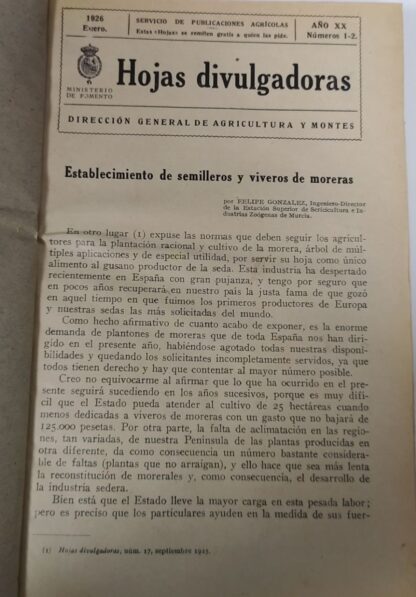 1926
Enero.
SERVICIO DE PUBLICACIONES AGRÍCOLAS
Estas «Hojas» se remiten gratis a quien las pide.
AÑO XX
Números 1-2.
MINISTERIO
DE FOMENTO
Hojas divulgadoras
DIRECCIÓN GENERAL DE AGRICULTURA Y MONTES
Establecimiento de semilleros y viveros de moreras
por FELIPE GONZALEZ, Ingeniero-Director
de la Estación Superior de Sericicultura e In-
dustrias Zoógenas de Murcia.
En otro lugar (1) expuse las normas que deben seguir los agricul-
tores para la plantación racional y cultivo de la morera, árbol de múl-
tiples aplicaciones y de especial utilidad, por servir su hoja como único
alimento al gusano productor de la seda. Esta industria ha despertado
recientemente en España con gran pujanza, y tengo por seguro que
en pocos años recuperará en nuestro país la justa fama de que gozó
en aquel tiempo en que fuimos los primeros productores de Europa
y nuestras sedas las más solicitadas del mundo.
Como hecho afirmativo de cuanto acabo de exponer, es la enorme
demanda de plantones de moreras que de toda España nos han diri-
gido en el presente año, habiéndose agotado todas nuestras disponi-
bilidades y quedando los solicitantes incompletamente servidos, ya que
todos tienen derecho y hay que contentar al mayor número posible.
Creo no equivocarme al afirmar que lo que ha ocurrido en el pre-
sente seguirá sucediendo en los años sucesivos, porque es muy difí-
cil que el Estado pueda atender al cultivo de 25 hectáreas cuando
menos dedicadas a viveros de moreras con un gasto que no bajará de
125.000 pesetas. Por otra parte, la falta de aclimatación en las regio-
nes, tan variadas, de nuestra Península de las plantas producidas en
otra diferente, da como consecuencia un número bastante considera-
ble de faltas (plantas que no arraigan), y ello hace que sea más lenta
la reconstitución de morerales y, como consecuencia, el desarrollo de
la industria sedera.
Bien está que el Estado lleve la mayor carga en esta pesada labor;
pero es preciso que los particulares ayuden en la medida de sus fuer-
(1) Hojas divulgadoras, núm. 17, septiembre 1925.